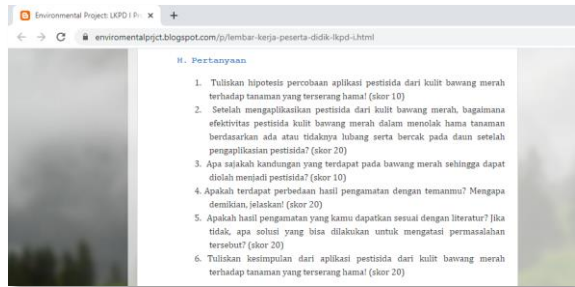 Environmental Project: LKPD I Pr
enviromentalprjct.blogspot.com/p/lembar-kerja-peserta-didik-lkpd-i.html
H. Pertanyaan
1. Tuliskan hipotesis percobaan aplikasi pestisida dari kulit bawang merah
terhadap tanaman yang terserang hama! (skor 10)
2. Setelah mengaplikasikan pestisida dari kulit bawang merah, bagaimana
efektivitas pestisida kulit bawang merah dalam menolak hama tanaman
berdasarkan ada atau tidaknya lubang serta bercak pada daun setelah
pengaplikasian pestisida? (skor 20)
3. Apa sajakah kandungan yang terdapat pada bawang merah sehingga dapat
diolah menjadi pestisida? (skor 10)
4. Apakah terdapat perbedaan hasil pengamatan dengan temanmu? Mengapa
demikian, jelaskan! (skor 20)
5. Apakah hasil pengamatan yang kamu dapatkan sesuai dengan literatur? Jika
tidak, apa solusi yang bisa dilakukan untuk mengatasi permasalahan
tersebut? (skor 20)
6. Tuliskan kesimpulan dari aplikasi pestisida dari kulit bawang merah
terhadap tanaman yang terserang hama! (skor 20)